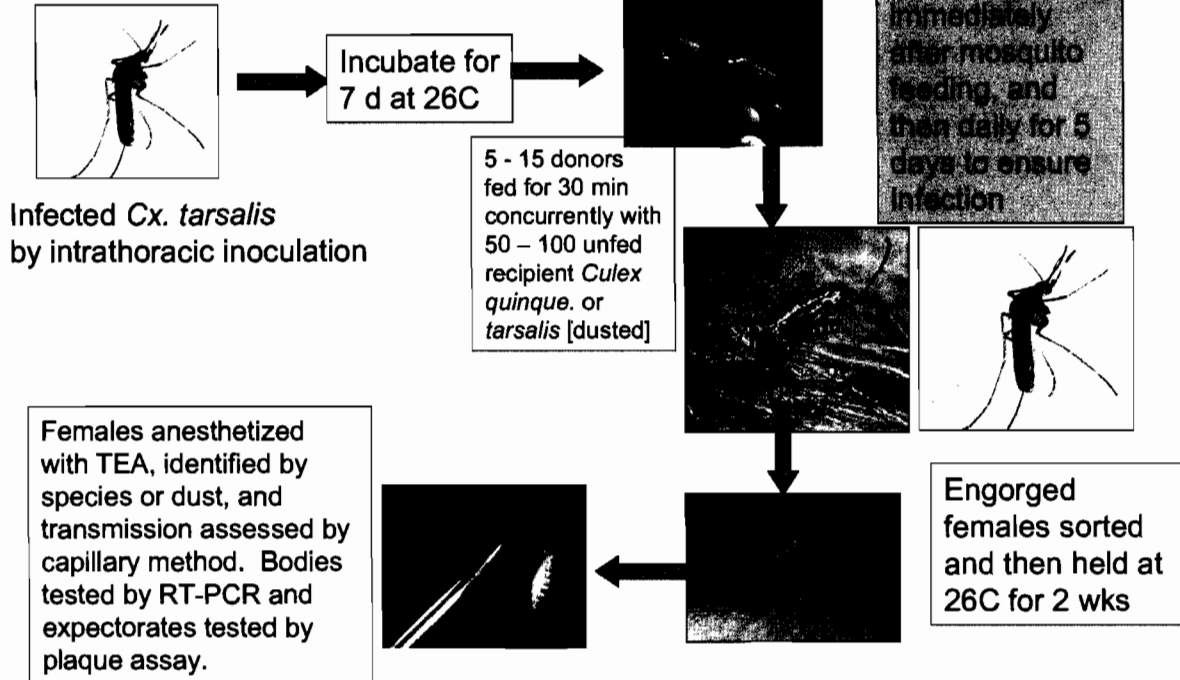 Infected Cx. tarsalis
by intrathoracic inoculation
Incubate for
7 d at 26C
5 - 15 donors
fed for 30 min
concurrently with
50 – 100 unfed
recipient Culex
quinque. or
tarsalis [dusted]
immediately
after mosquito
feeding, and
then daily for 5
days to ensure
infection
Engorged
females sorted
and then held at
26C for 2 wks
Females anesthetized
with TEA, identified by
species or dust, and
transmission assessed by
capillary method. Bodies
tested by RT-PCR and
expectorates tested by
plaque assay.